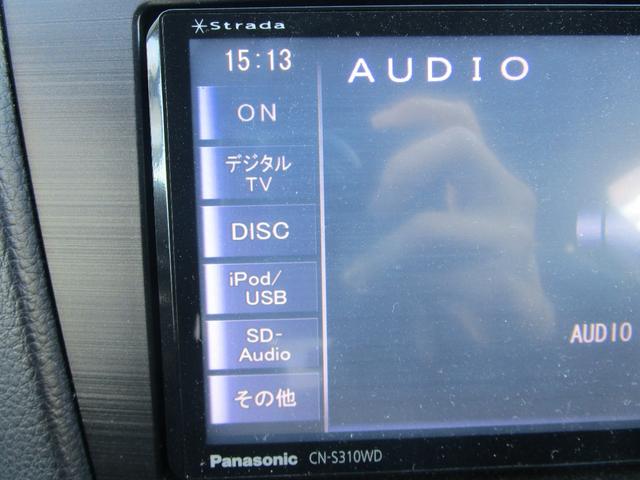 Strada
15:13
AUDIO
ON
デジタル
TV
DISC
iPod/
USB
SD-
Audio
AUDIO
その他
Panasonic CN-S310WD